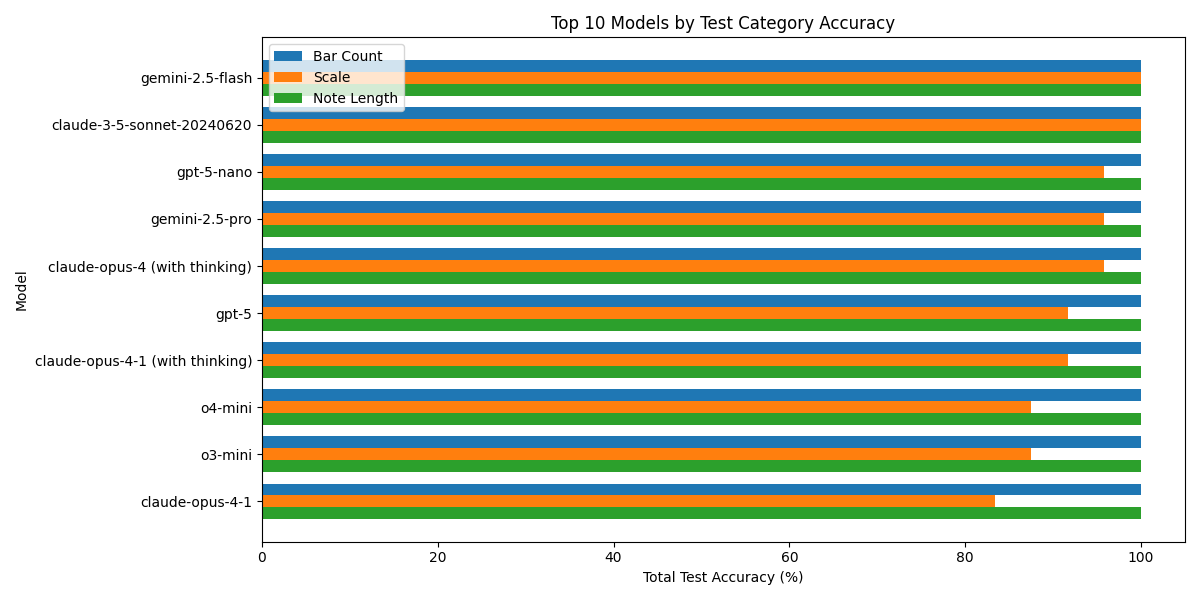 Top 10 Models by Test Category Accuracy
Bar Count
Scale
Note Length
gemini-2.5-flash
claude-3-5-sonnet-20240620
gpt-5-nano
gemini-2.5-pro
claude-opus-4 (with thinking)
gpt-5
claude-opus-4-1 (with thinking)
o4-mini
o3-mini
claude-opus-4-1
Model
0 20 40 60 80 100
Total Test Accuracy (%)